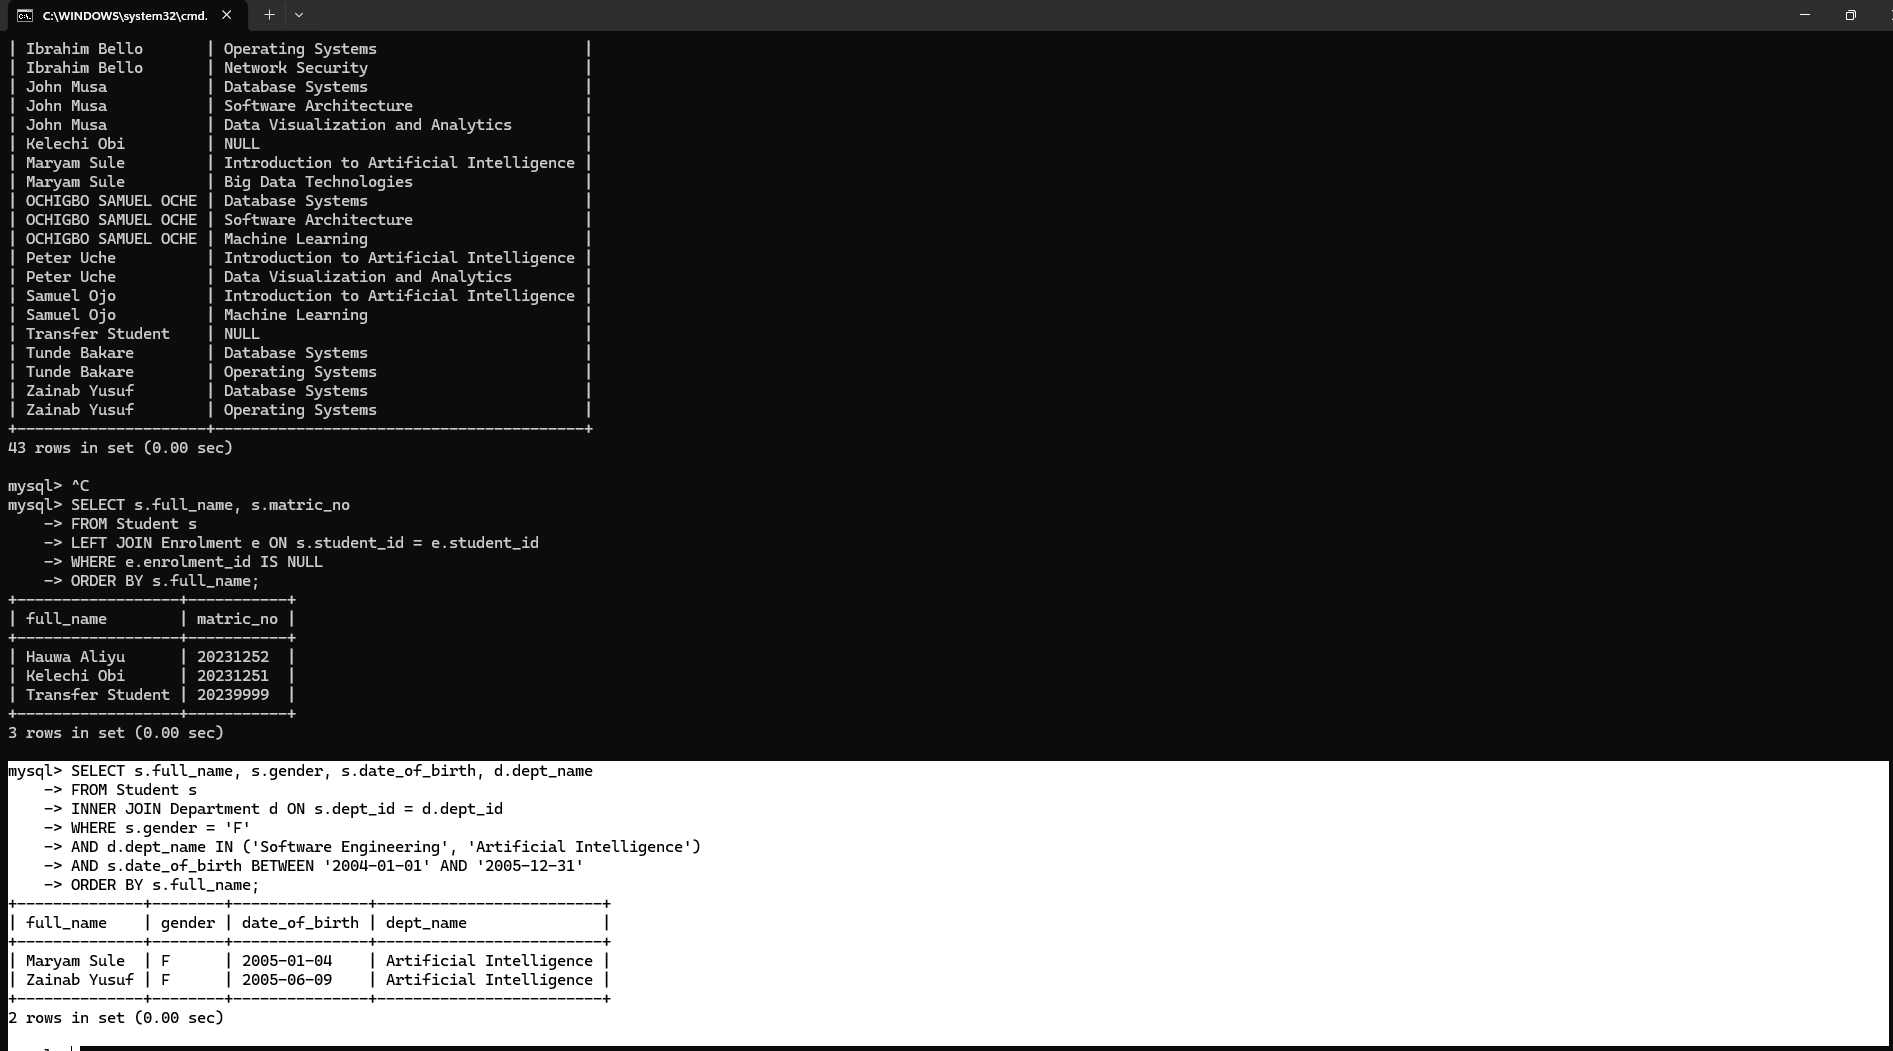 C:\WINDOWS\system32\cmd.
| Ibrahim Bello       | Operating Systems                       |
| Ibrahim Bello       | Network Security                        |
| John Musa           | Database Systems                        |
| John Musa           | Software Architecture                   |
| John Musa           | Data Visualization and Analytics        |
| Kelechi Obi         | NULL                                    |
| Maryam Sule         | Introduction to Artificial Intelligence |
| Maryam Sule         | Big Data Technologies                   |
| OCHIGBO SAMUEL OCHE | Database Systems                        |
| OCHIGBO SAMUEL OCHE | Software Architecture                   |
| OCHIGBO SAMUEL OCHE | Machine Learning                        |
| Peter Uche          | Introduction to Artificial Intelligence |
| Peter Uche          | Data Visualization and Analytics        |
| Samuel Ojo          | Introduction to Artificial Intelligence |
| Samuel Ojo          | Machine Learning                        |
| Transfer Student    | NULL                                    |
| Tunde Bakare        | Database Systems                        |
| Tunde Bakare        | Operating Systems                       |
| Zainab Yusuf        | Database Systems                        |
| Zainab Yusuf        | Operating Systems                       |
+---------------------+-----------------------------------------+
43 rows in set (0.00 sec)
mysql> ^C
mysql> SELECT s.full_name, s.matric_no
    -> FROM Student s
    -> LEFT JOIN Enrolment e ON s.student_id = e.student_id
    -> WHERE e.enrolment_id IS NULL
    -> ORDER BY s.full_name;
+------------------+-----------+
| full_name        | matric_no |
+------------------+-----------+
| Hauwa Aliyu      | 20231252  |
| Kelechi Obi      | 20231251  |
| Transfer Student | 20239999  |
+------------------+-----------+
3 rows in set (0.00 sec)
mysql> SELECT s.full_name, s.gender, s.date_of_birth, d.dept_name
    -> FROM Student s
    -> INNER JOIN Department d ON s.dept_id = d.dept_id
    -> WHERE s.gender = 'F'
    -> AND d.dept_name IN ('Software Engineering', 'Artificial Intelligence')
    -> AND s.date_of_birth BETWEEN '2004-01-01' AND '2005-12-31'
    -> ORDER BY s.full_name;
+--------------+--------+---------------+-------------------------+
| full_name    | gender | date_of_birth | dept_name               |
+--------------+--------+---------------+-------------------------+
| Maryam Sule  | F      | 2005-01-04    | Artificial Intelligence |
| Zainab Yusuf | F      | 2005-06-09    | Artificial Intelligence |
+--------------+--------+---------------+-------------------------+
2 rows in set (0.00 sec)